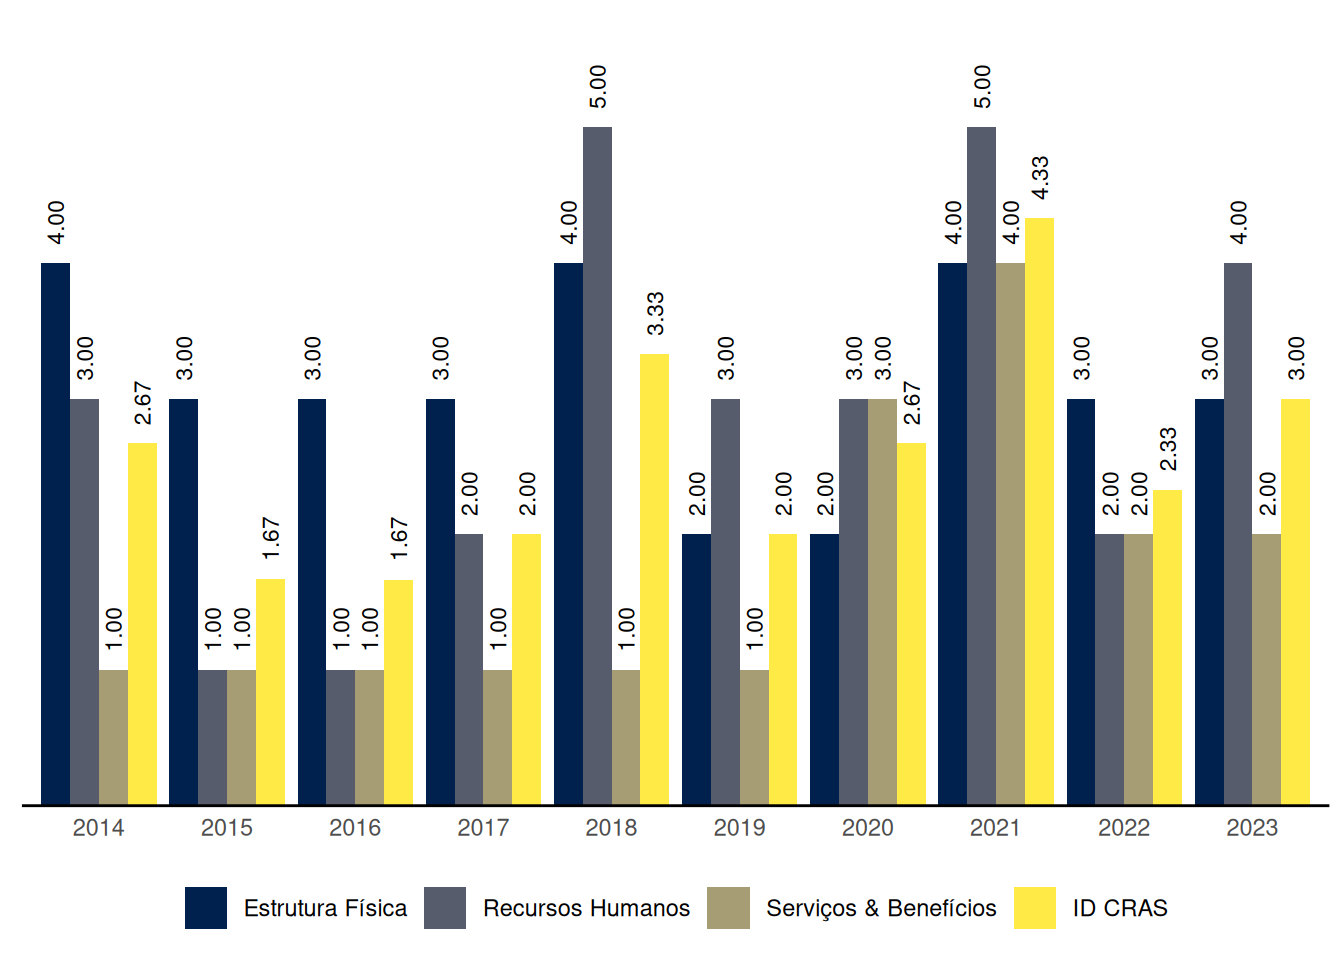 5.00 5.00
4.33
4.00 4.00 4.00 4.00 4.00
3.33
3.00 3.00 3.00 3.00 3.00 3.00 3.00 3.00 3.00 3.00
2.67 2.67
2.33
2.00 2.00 2.00 2.00 2.00 2.00 2.00 2.00
1.67 1.67
1.00 1.00 1.00 1.00 1.00 1.00 1.00 1.00
2014 2015 2016 2017 2018 2019 2020 2021 2022 2023
Estrutura Física Recursos Humanos Serviços & Benefícios ID CRAS